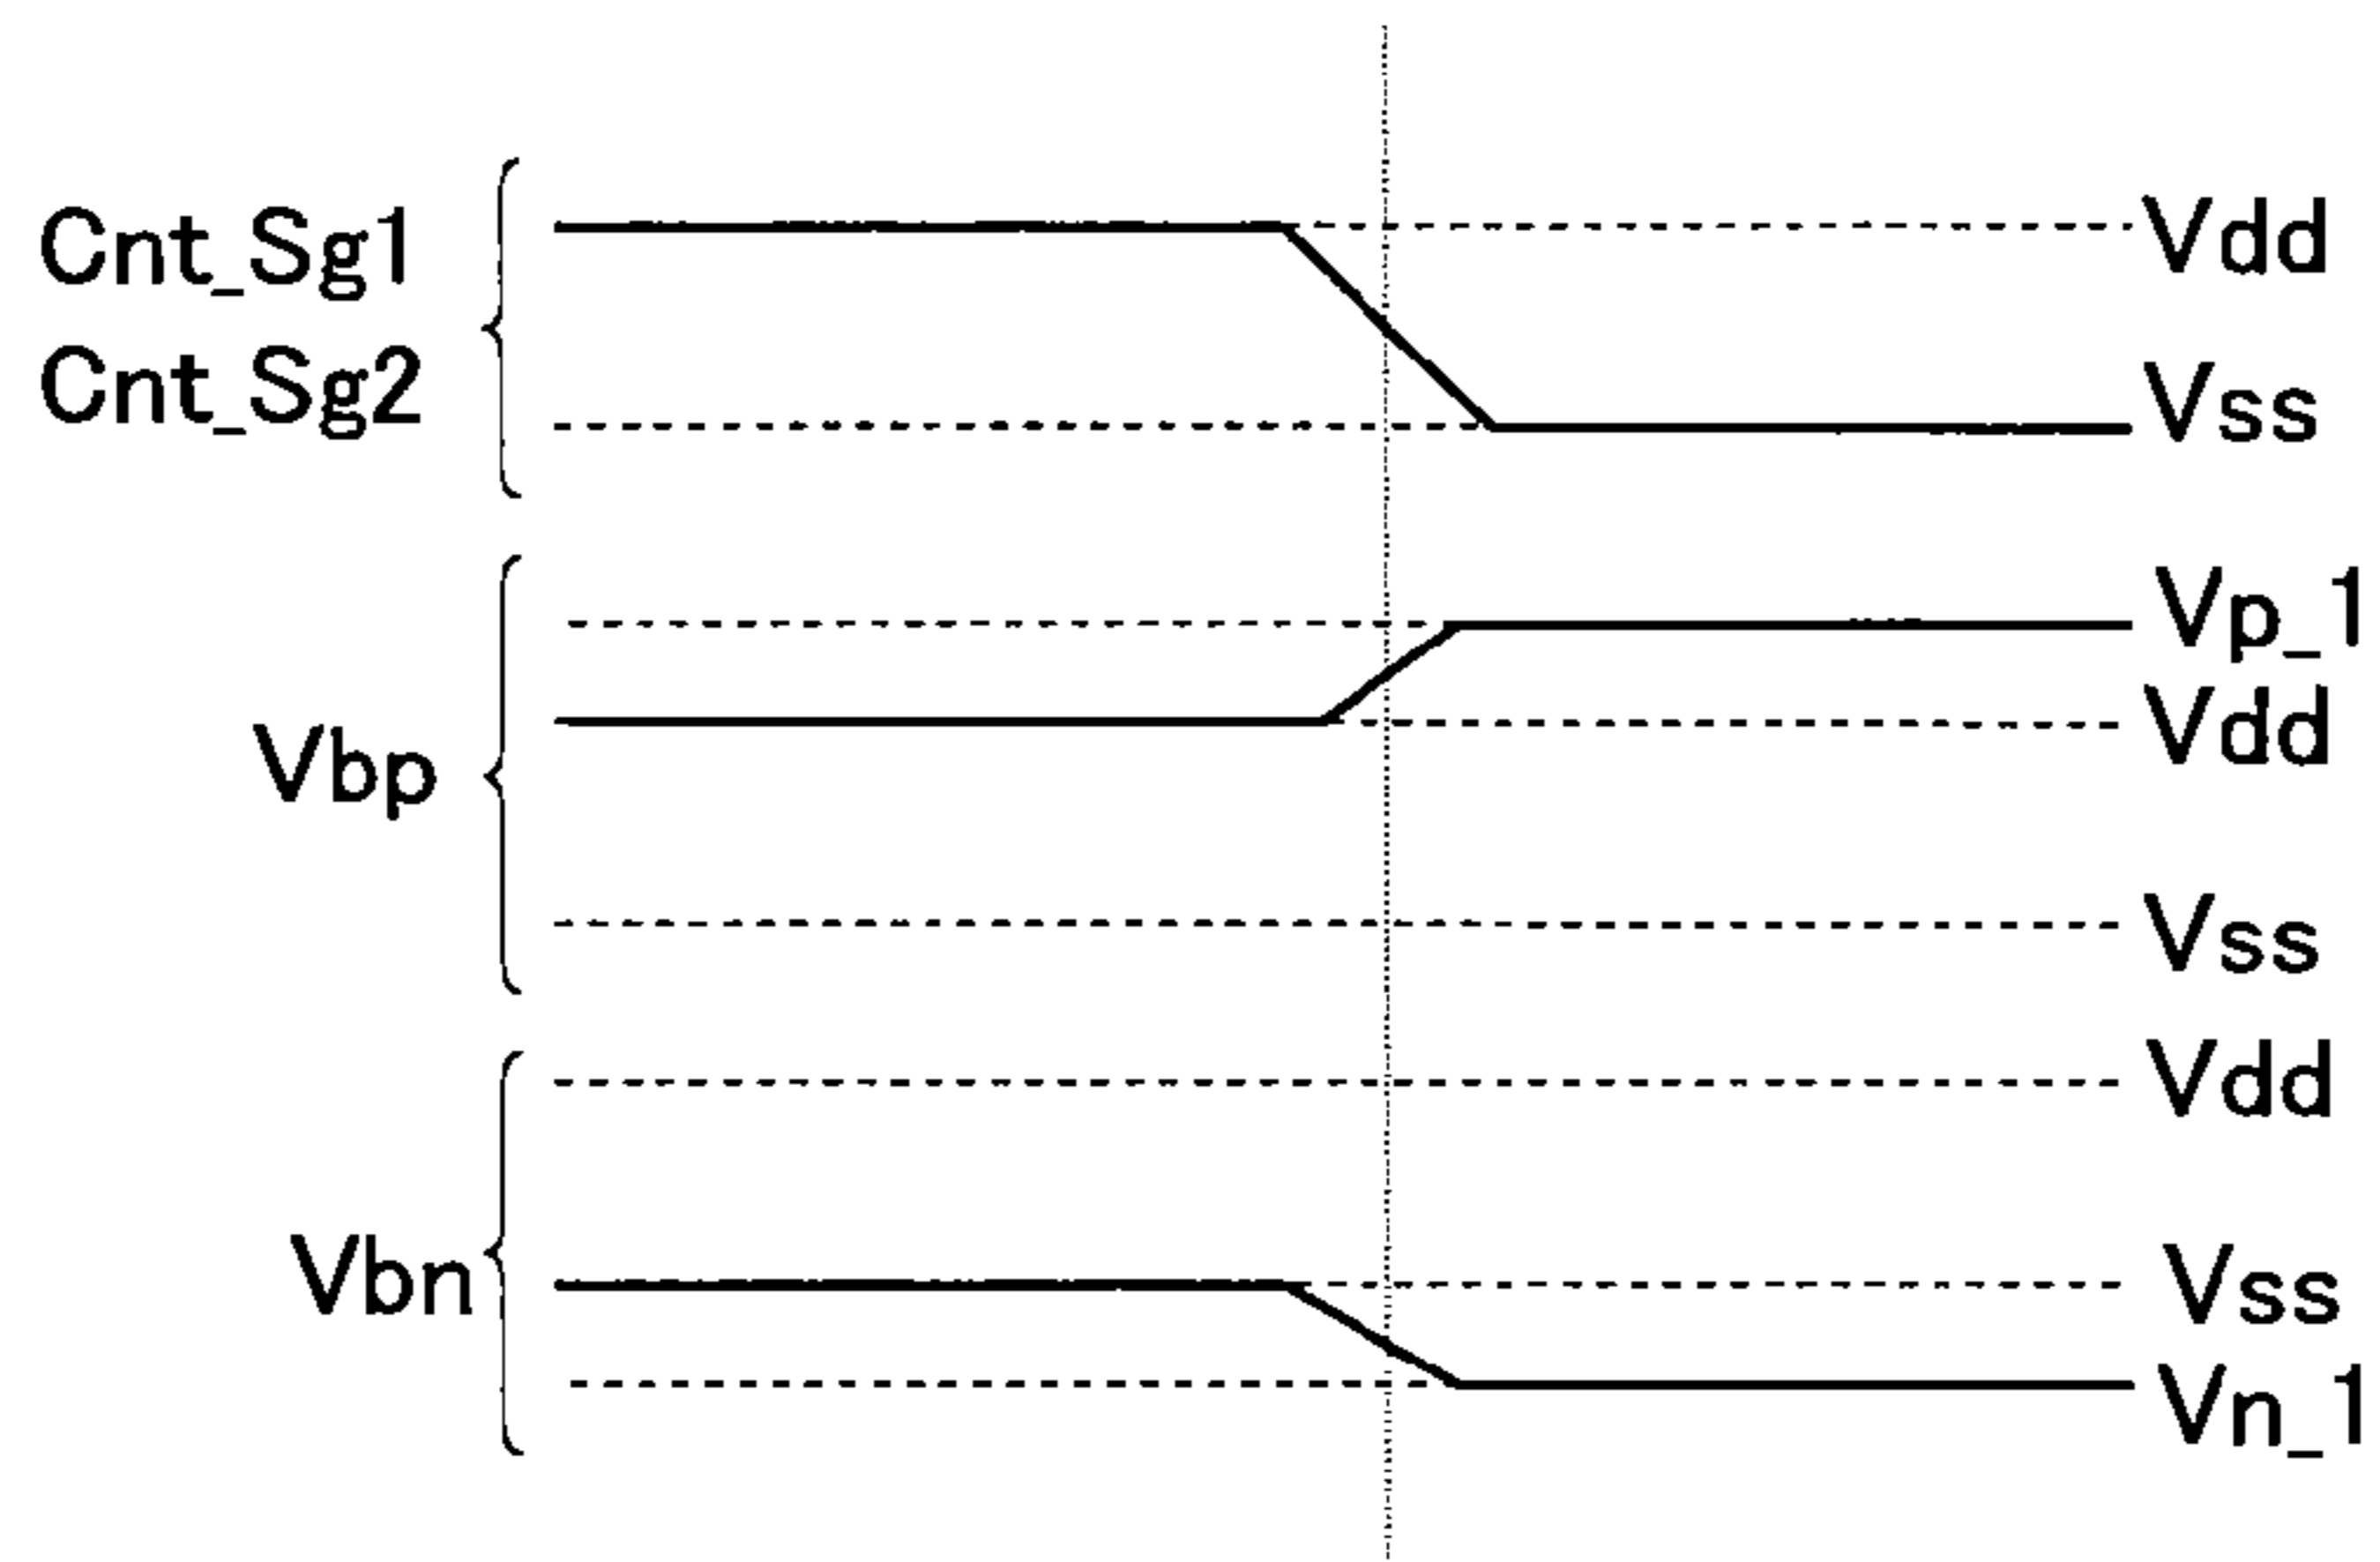 Cnt_Sg1
Cnt_Sg2
Vdd
Vss
Vbp
Vp_1
Vdd
Vss
Vbn
Vdd
Vss
Vn_1